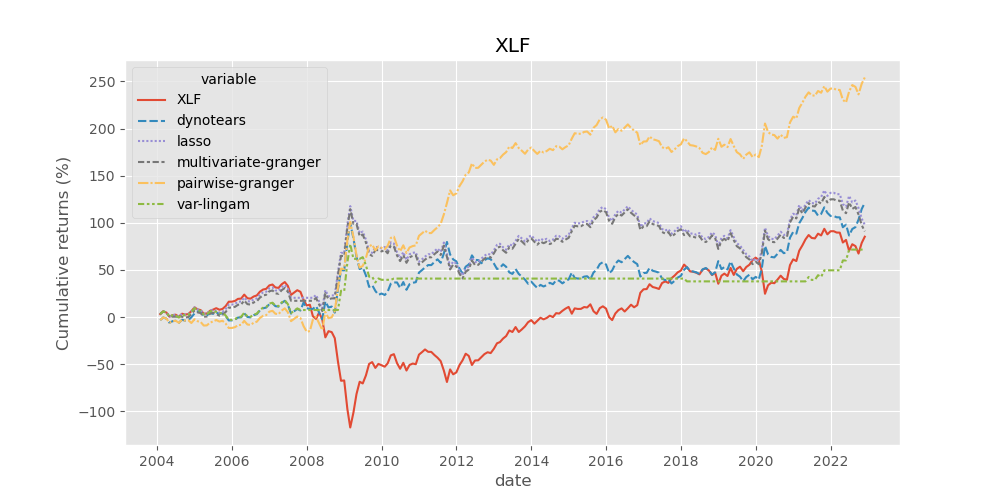 XLF
variable
XLF
dynotears
lasso
multivariate-granger
pairwise-granger
var-lingam
Cumulative returns (%)
250
200
150
100
50
0
−50
−100
2004 2006 2008 2010 2012 2014 2016 2018 2020 2022
date